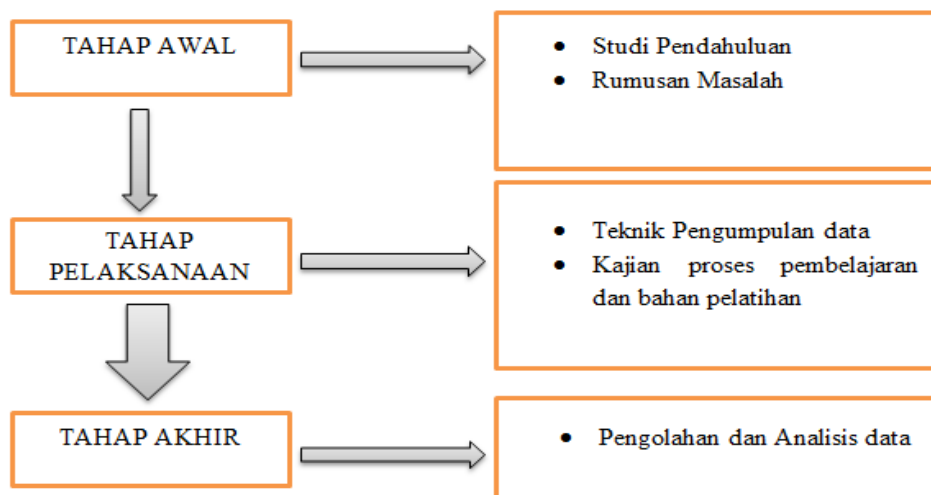 TAHAP AWAL
• Studi Pendahuluan
• Rumusan Masalah
TAHAP
PELAKSANAAN
• Teknik Pengumpulan data
• Kajian proses pembelajaran
dan bahan pelatihan
TAHAP AKHIR
• Pengolahan dan Analisis data